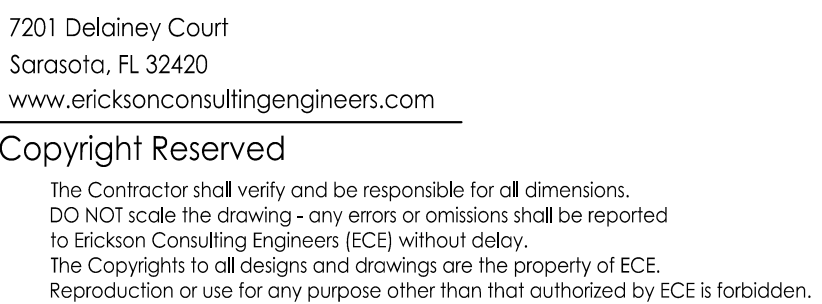 7201 Delainey Court
Sarasota, FL 32420
www.ericksonconsultingengineers.com
Copyright Reserved
The Contractor shall verify and be responsible for all dimensions.
DO NOT scale the drawing - any errors or omissions shall be reported
to Erickson Consulting Engineers (ECE) without delay.
The Copyrights to all designs and drawings are the property of ECE.
Reproduction or use for any purpose other than that authorized by ECE is forbidden.